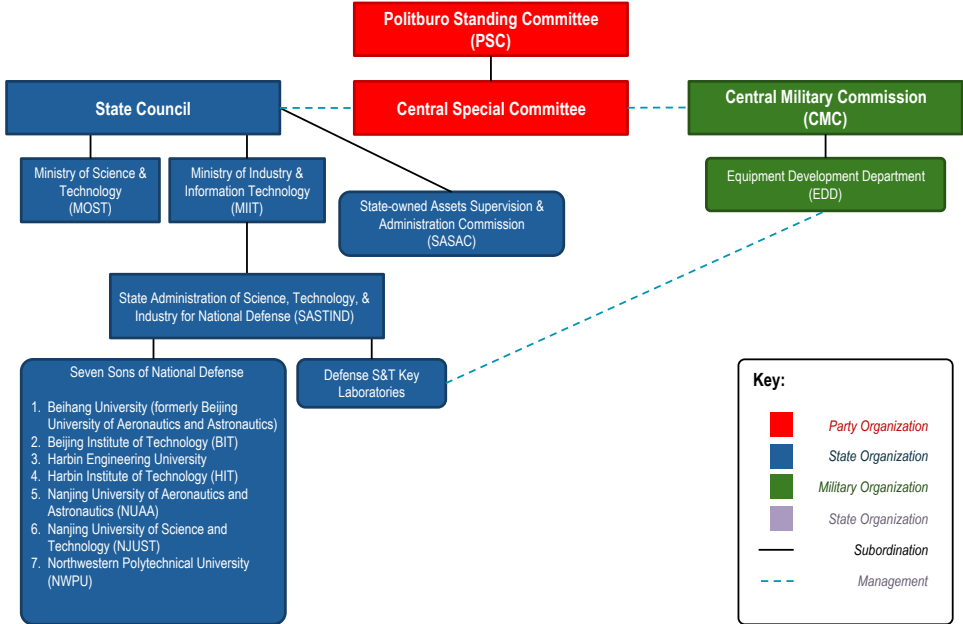 Politburo Standing Committee
(PSC)
State Council
Central Special Committee
Central Military Commission
(CMC)
Ministry of Science &
Technology
(MOST)
Ministry of Industry &
Information Technology
(MIIT)
State-owned Assets Supervision &
Administration Commission
(SASAC)
Equipment Development Department
(EDD)
State Administration of Science, Technology, &
Industry for National Defense (SASTIND)
Seven Sons of National Defense
1. Beihang University (formerly Beijing
University of Aeronautics and Astronautics)
2. Beijing Institute of Technology (BIT)
3. Harbin Engineering University
4. Harbin Institute of Technology (HIT)
5. Nanjing University of Aeronautics and
Astronautics (NUAA)
6. Nanjing University of Science and
Technology (NJUST)
7. Northwestern Polytechnical University
(NWPU)
Defense S&T Key
Laboratories
Key:
Party Organization
State Organization
Military Organization
State Organization
Subordination
Management